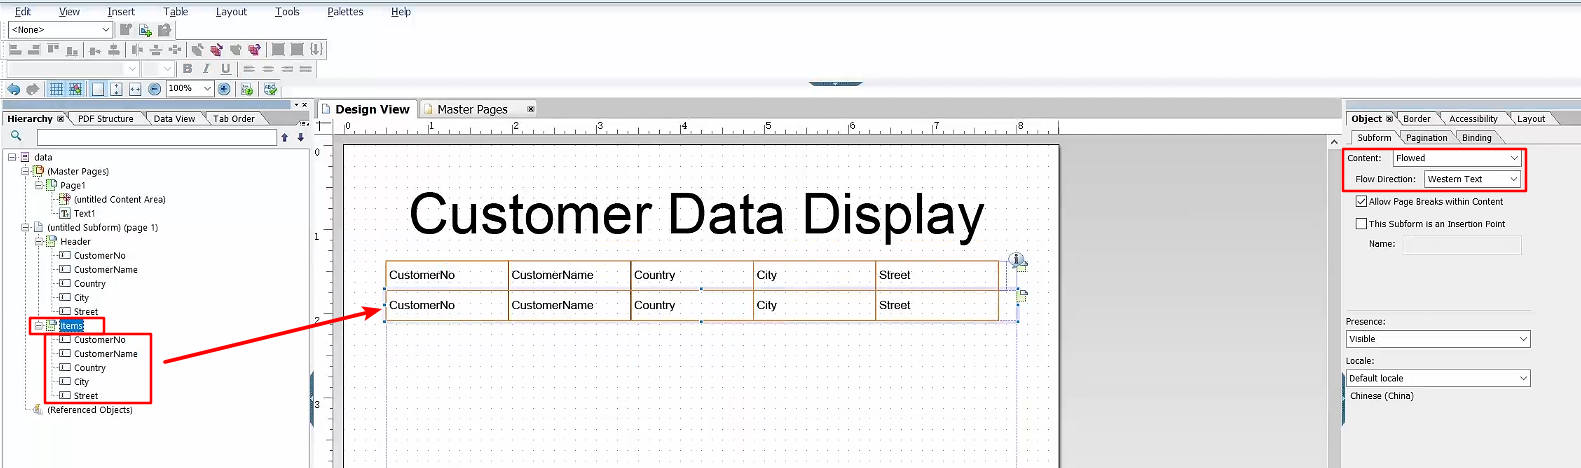 Edit View Insert Table Layout Tools Palettes Help
<None>
B I U
100%
Hierarchy PDF Structure Data View Tab Order
data
(Master Pages)
Page1
(untitled Content Area)
Text1
(untitled Subform) (page 1)
Header
CustomerNo
CustomerName
Country
City
Street
Items
CustomerNo
CustomerName
Country
City
Street
(Referenced Objects)
Design View Master Pages
0 1 2 3 4 5 6 7 8
0
1
2
3
Customer Data Display
CustomerNo CustomerName Country City Street
CustomerNo CustomerName Country City Street
Object Border Accessibility Layout
Subform Pagination Binding
Content: Flowed
Flow Direction: Western Text
Allow Page Breaks within Content
This Subform is an Insertion Point
Name:
Presence:
Visible
Locale:
Default locale
Chinese (China)